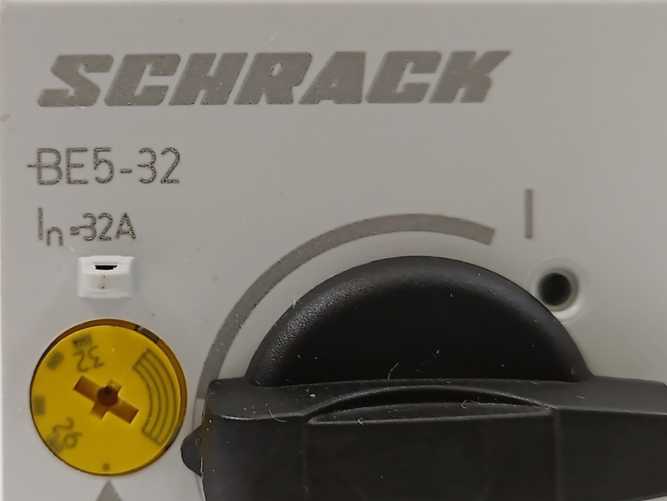 SCHRACK
BE5-32
In=32A
I
32
26